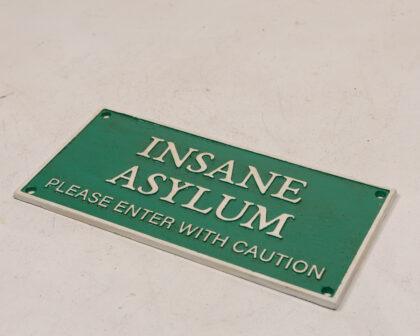 INSANE
ASYLUM
PLEASE ENTER WITH CAUTION